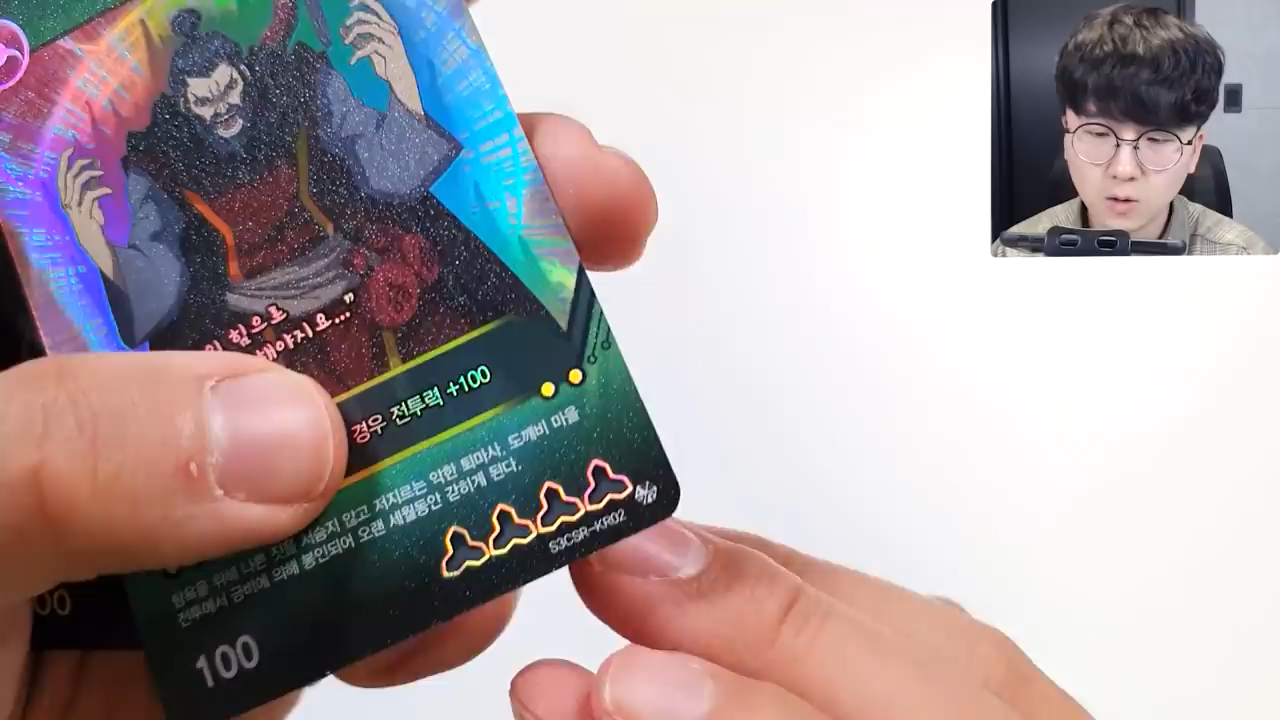 힘으로
해야지요..."
경우 전투력 +100
탐욕을 위해 나쁜 짓을 서슴지 않고 저지르는 악한 퇴마사. 도깨비 마을
전투에서 금비에 의해 봉인되어 오랜 세월동안 갇히게 된다.
S3CSR-KR02
100
00